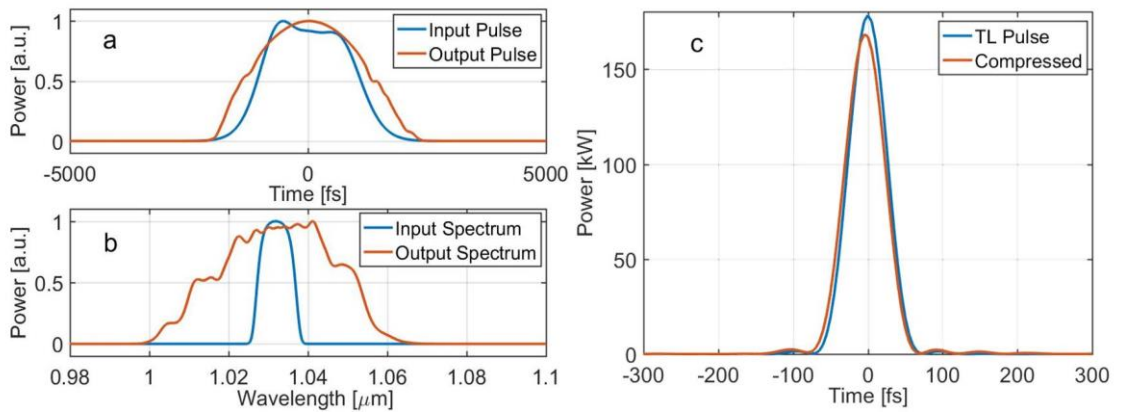 a
Input Pulse
Output Pulse
Power [a.u.]
1
0.5
0
-5000
0
5000
Time [fs]
b
Input Spectrum
Output Spectrum
Power [a.u.]
1
0.5
0
0.98
1
1.02
1.04
1.06
1.08
1.1
Wavelength [μm]
c
TL Pulse
Compressed
Power [kW]
150
100
50
0
-300
-200
-100
0
100
200
300
Time [fs]